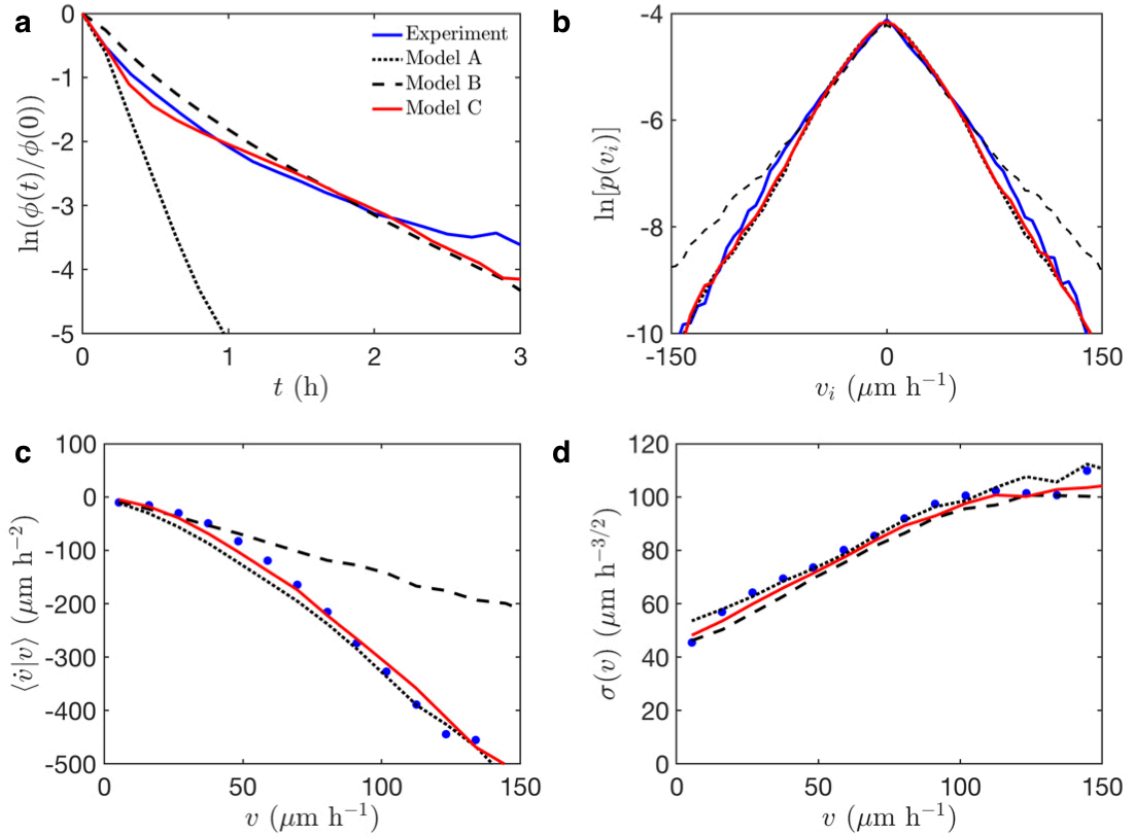 a
0
-1
-2
-3
-4
-5
ln(ϕ(t)/ϕ(0))
0 1 2 3
t (h)
Experiment
Model A
Model B
Model C
b
-4
-6
-8
-10
ln[p(v_i)]
-150 0 150
v_i (μm h⁻¹)
c
100
0
-100
-200
-300
-400
-500
⟨v̇|v⟩ (μm h⁻²)
0 50 100 150
v (μm h⁻¹)
d
120
100
80
60
40
20
0
σ(v) (μm h⁻³/²)
0 50 100 150
v (μm h⁻¹)